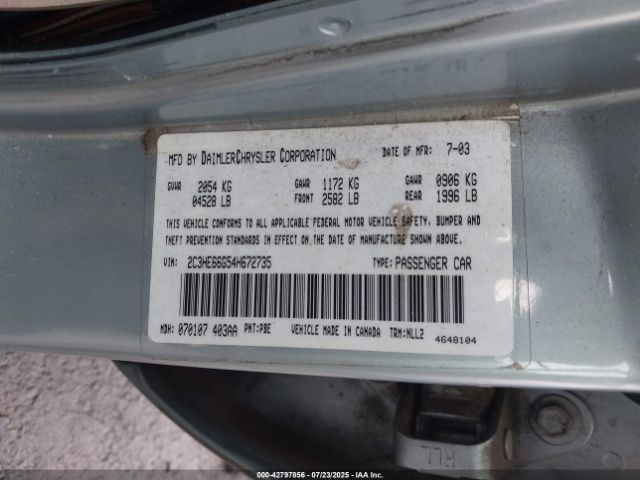 MFD BY DAIMLERCHRYSLER CORPORATION DATE OF MFR: 7-03
GVWR 2054 KG GAWR 1172 KG GAWR 0906 KG
04528 LB FRONT 2582 LB REAR 1996 LB
THIS VEHICLE CONFORMS TO ALL APPLICABLE FEDERAL MOTOR VEHICLE SAFETY, BUMPER AND
THEFT PREVENTION STANDARDS IN EFFECT ON THE DATE OF MANUFACTURE SHOWN ABOVE.
VIN: 2C3HE66G54H672735 TYPE: PASSENGER CAR
MDH: 070107 403AA PNT: PBE VEHICLE MADE IN CANADA TRM: NLL2
4648104
RLL
000-42797856 - 07/23/2025 - IAA Inc.